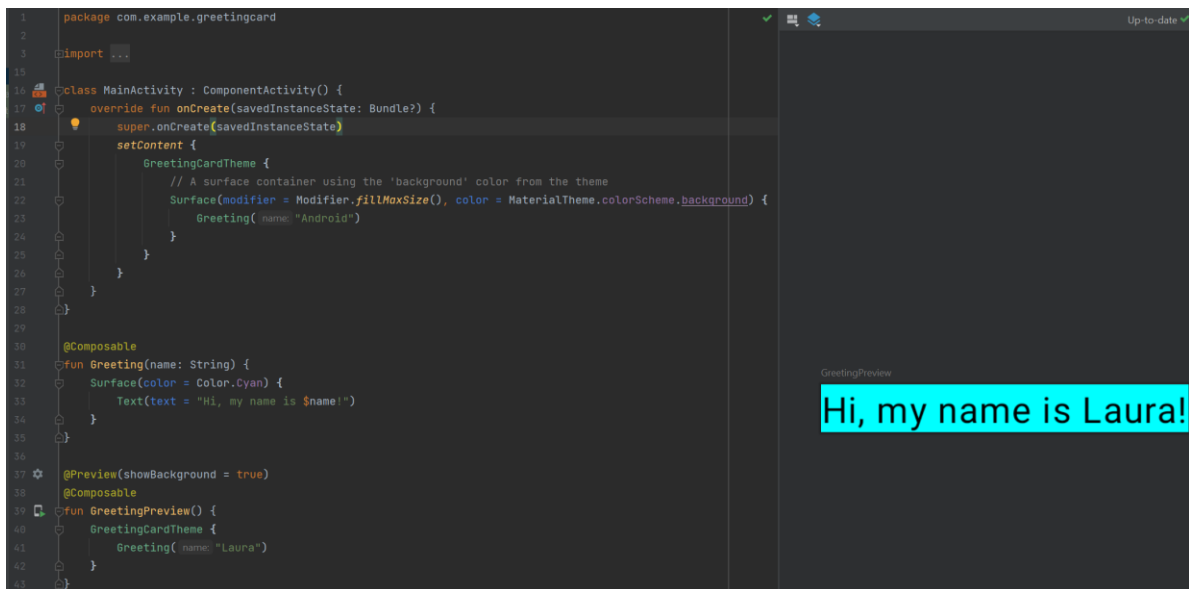 1 package com.example.greetingcard
2
3 import ...
15
16 class MainActivity : ComponentActivity() {
17 override fun onCreate(savedInstanceState: Bundle?) {
18 super.onCreate(savedInstanceState)
19 setContent {
20 GreetingCardTheme {
21 // A surface container using the 'background' color from the theme
22 Surface(modifier = Modifier.fillMaxSize(), color = MaterialTheme.colorScheme.background) {
23 Greeting( name: "Android")
24 }
25 }
26 }
27 }
28 }
29
30 @Composable
31 fun Greeting(name: String) {
32 Surface(color = Color.Cyan) {
33 Text(text = "Hi, my name is $name!")
34 }
35 }
36
37 @Preview(showBackground = true)
38 @Composable
39 fun GreetingPreview() {
40 GreetingCardTheme {
41 Greeting( name: "Laura")
42 }
43 }
Up-to-date
GreetingPreview
Hi, my name is Laura!